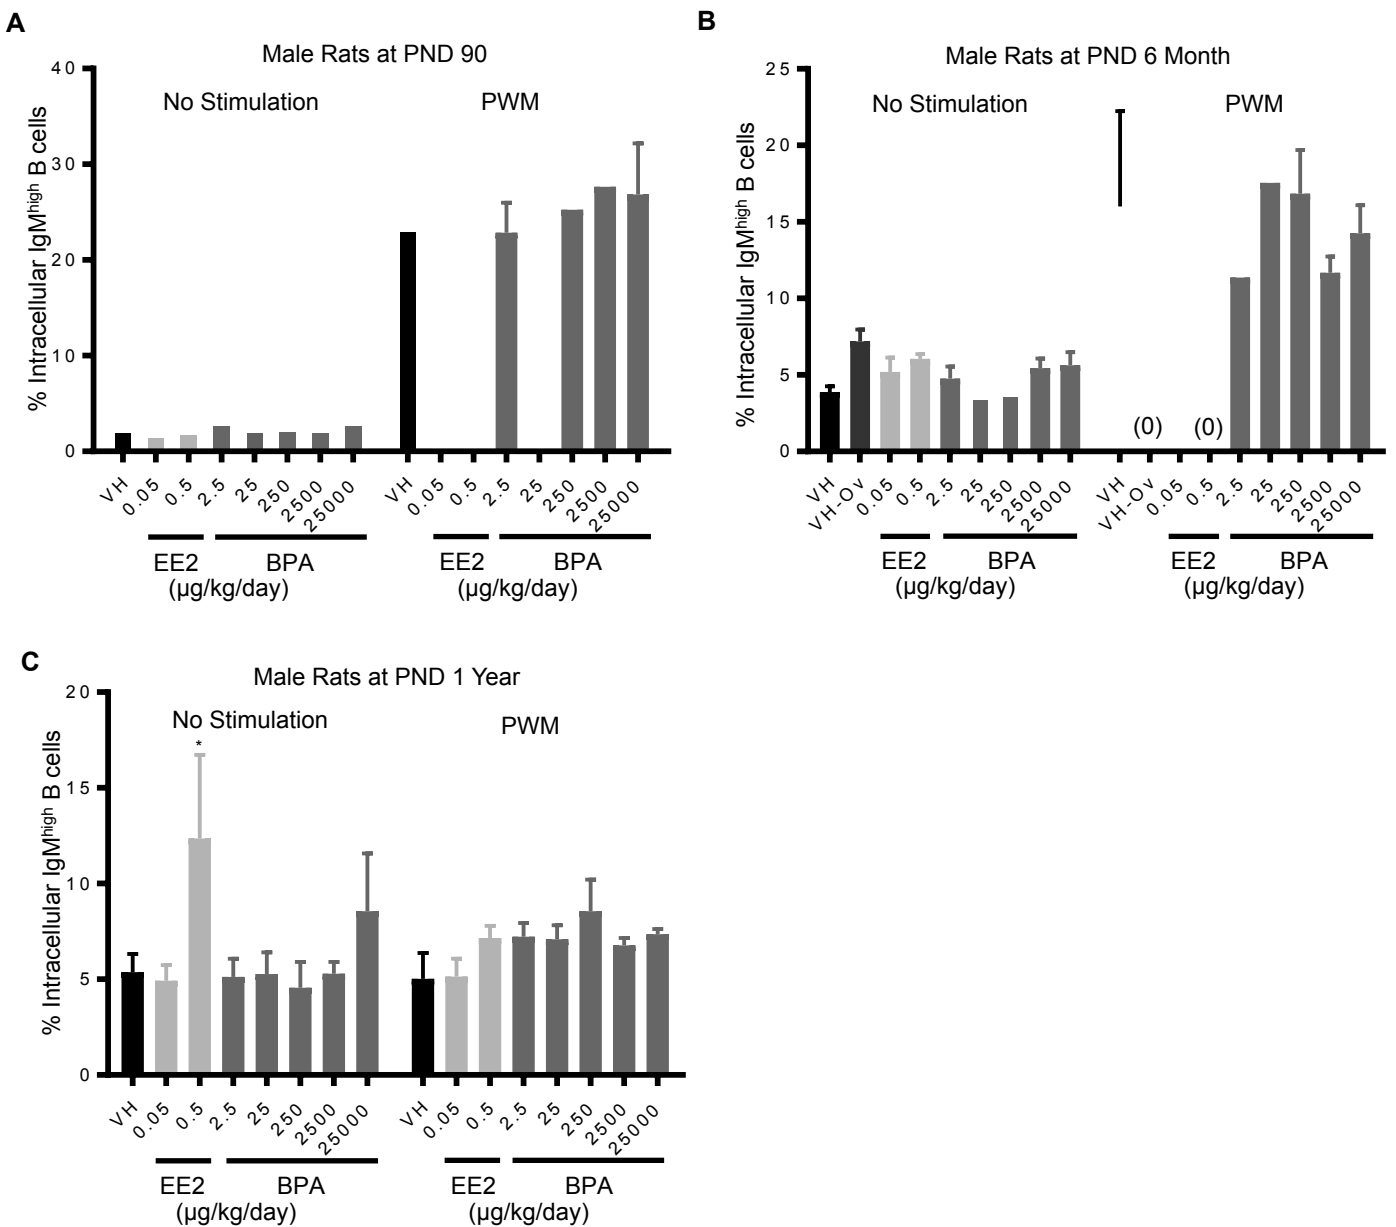 A
Male Rats at PND 90
No Stimulation
PWM
% Intracellular IgMhigh B cells
40
30
20
10
0
VH 0.05 0.5 2.5 25 250 2500 25000 VH 0.05 0.5 2.5 25 250 2500 25000
EE2 BPA EE2 BPA
(µg/kg/day) (µg/kg/day)
B
Male Rats at PND 6 Month
No Stimulation
PWM
% Intracellular IgMhigh B cells
25
20
15
10
5
0
(0) (0)
VH VH-Ov 0.05 0.5 2.5 25 250 2500 25000 VH VH-Ov 0.05 0.5 2.5 25 250 2500 25000
EE2 BPA EE2 BPA
(µg/kg/day) (µg/kg/day)
C
Male Rats at PND 1 Year
No Stimulation
PWM
% Intracellular IgMhigh B cells
20
15
10
5
0
*
VH 0.05 0.5 2.5 25 250 2500 25000 VH 0.05 0.5 2.5 25 250 2500 25000
EE2 BPA EE2 BPA
(µg/kg/day) (µg/kg/day)